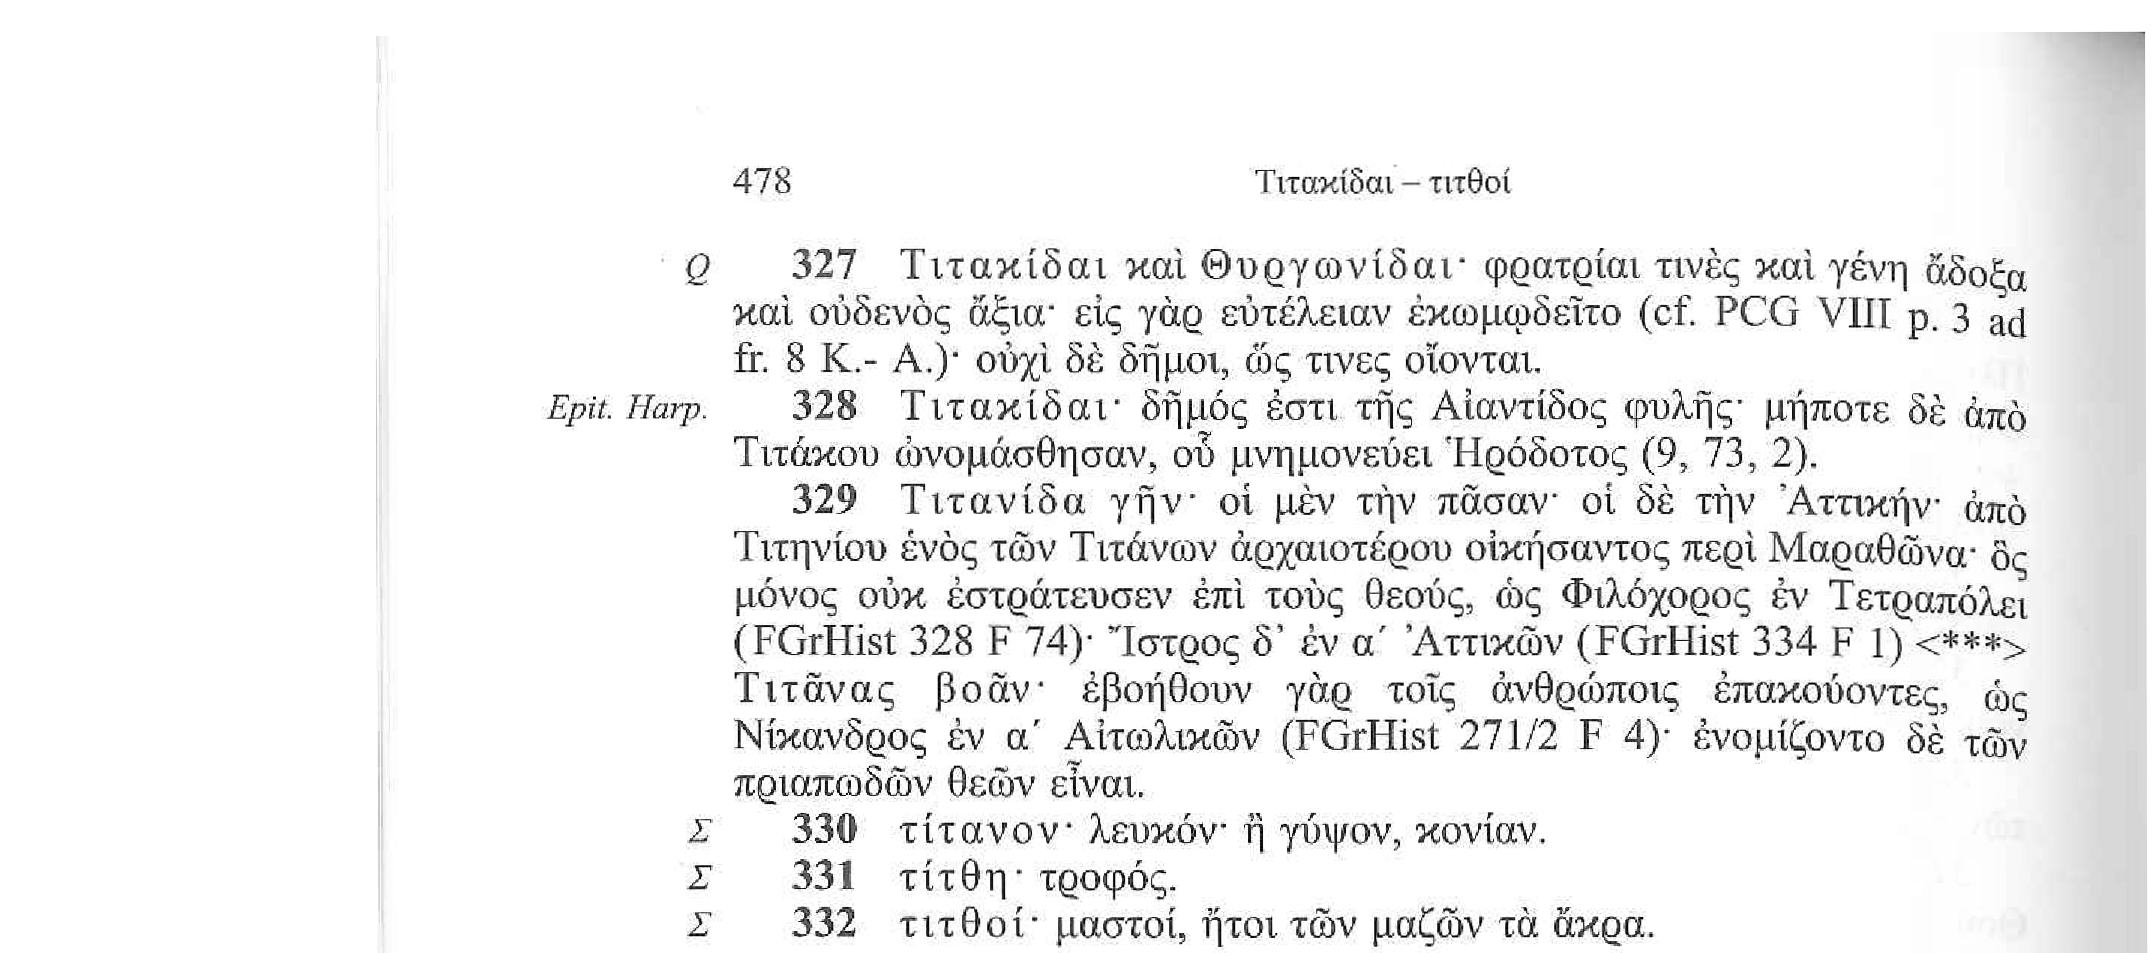 478 Τιτακίδαι – τιτθοί
Q 327 Τιτακίδαι καὶ Θυργωνίδαι· φρατρίαι τινὲς καὶ γένη ἄδοξα
καὶ οὐδενὸς ἄξια· εἰς γὰρ εὐτέλειαν ἐκωμῳδεῖτο (cf. PCG VIII p. 3 ad
fr. 8 K.- A.)· οὐχὶ δὲ δῆμοι, ὥς τινες οἴονται.
Epit. Harp. 328 Τιτακίδαι· δῆμός ἐστι τῆς Αἰαντίδος φυλῆς· μήποτε δὲ ἀπὸ
Τιτάκου ὠνομάσθησαν, οὗ μνημονεύει Ἡρόδοτος (9, 73, 2).
329 Τιτανίδα γῆν· οἱ μὲν τὴν πᾶσαν· οἱ δὲ τὴν Ἀττικήν· ἀπὸ
Τιτηνίου ἑνὸς τῶν Τιτάνων ἀρχαιοτέρου οἰκήσαντος περὶ Μαραθῶνα· ὃς
μόνος οὐκ ἐστράτευσεν ἐπὶ τοὺς θεούς, ὡς Φιλόχορος ἐν Τετραπόλει
(FGrHist 328 F 74)· Ἴστρος δ’ ἐν α΄ Ἀττικῶν (FGrHist 334 F 1) <***>
Τιτᾶνας βοᾶν· ἐβοήθουν γὰρ τοῖς ἀνθρώποις ἐπακούοντες, ὡς
Νίκανδρος ἐν α΄ Αἰτωλικῶν (FGrHist 271/2 F 4)· ἐνομίζοντο δὲ τῶν
πριαπωδῶν θεῶν εἶναι.
Σ 330 τίτανον· λευκόν· ἢ γύψον, κονίαν.
Σ 331 τίτθη· τροφός.
Σ 332 τιτθοί· μαστοί, ἤτοι τῶν μαζῶν τὰ ἄκρα.